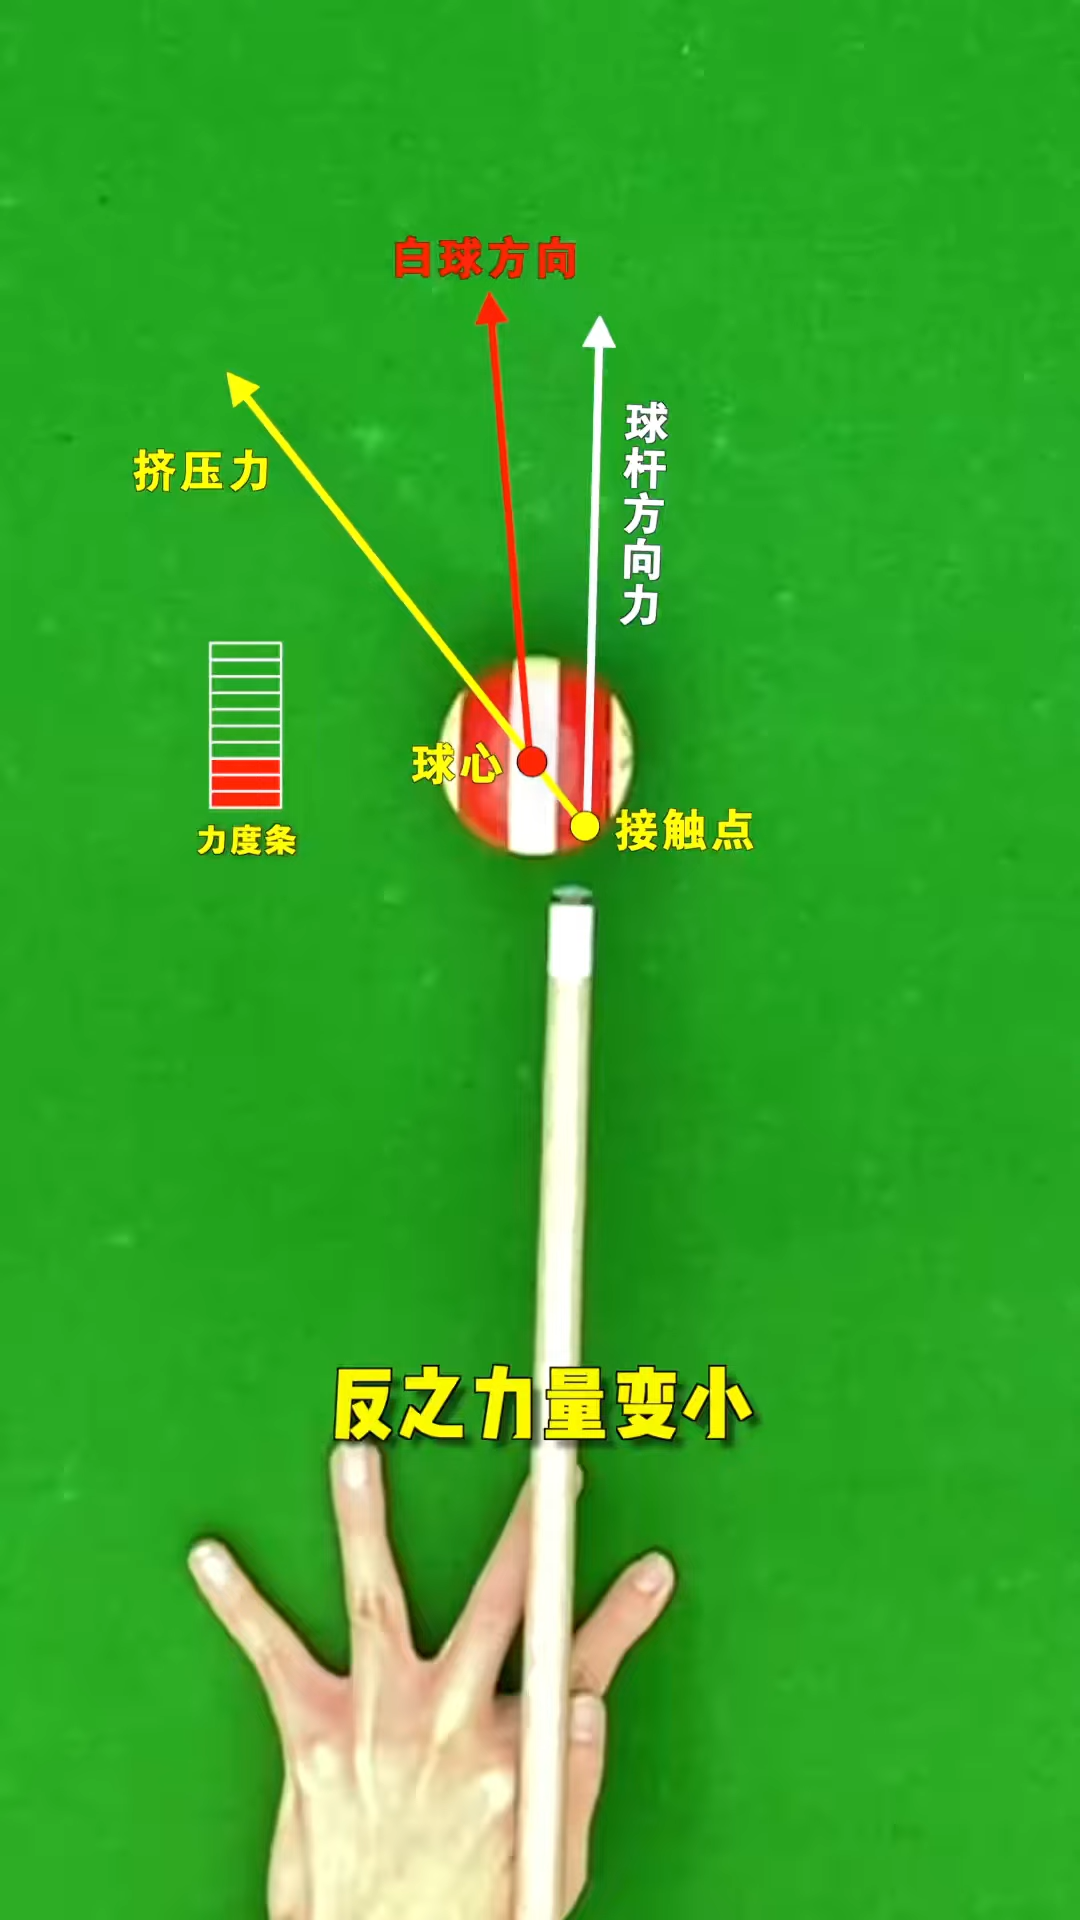 白球方向
挤压力
球杆方向力
球心
接触点
力度条
反之力量变小